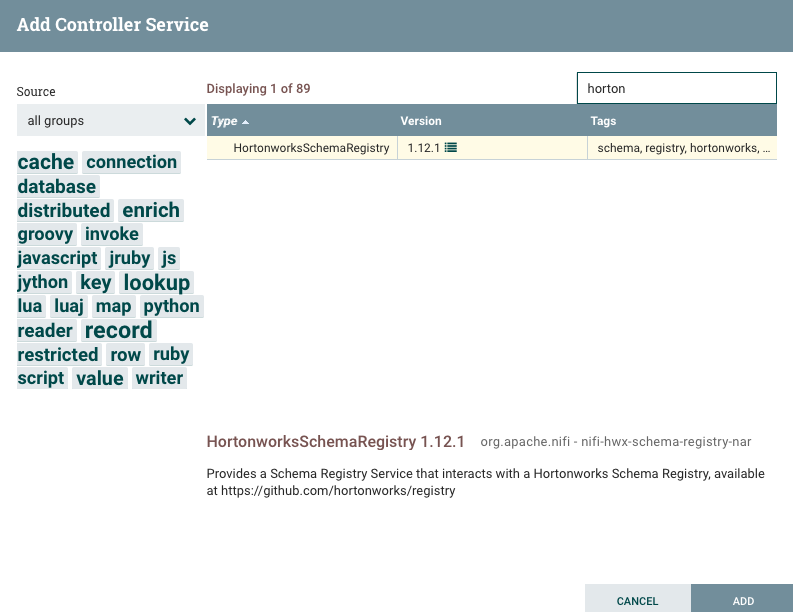 Add Controller Service
Source
Displaying 1 of 89
horton
all groups
Type Version Tags
HortonworksSchemaRegistry 1.12.1 schema, registry, hortonworks, ...
cache connection
database
distributed enrich
groovy invoke
javascript jruby js
jython key lookup
lua luaj map python
reader record
restricted row ruby
script value writer
HortonworksSchemaRegistry 1.12.1 org.apache.nifi - nifi-hwx-schema-registry-nar
Provides a Schema Registry Service that interacts with a Hortonworks Schema Registry, available
at https://github.com/hortonworks/registry
CANCEL ADD